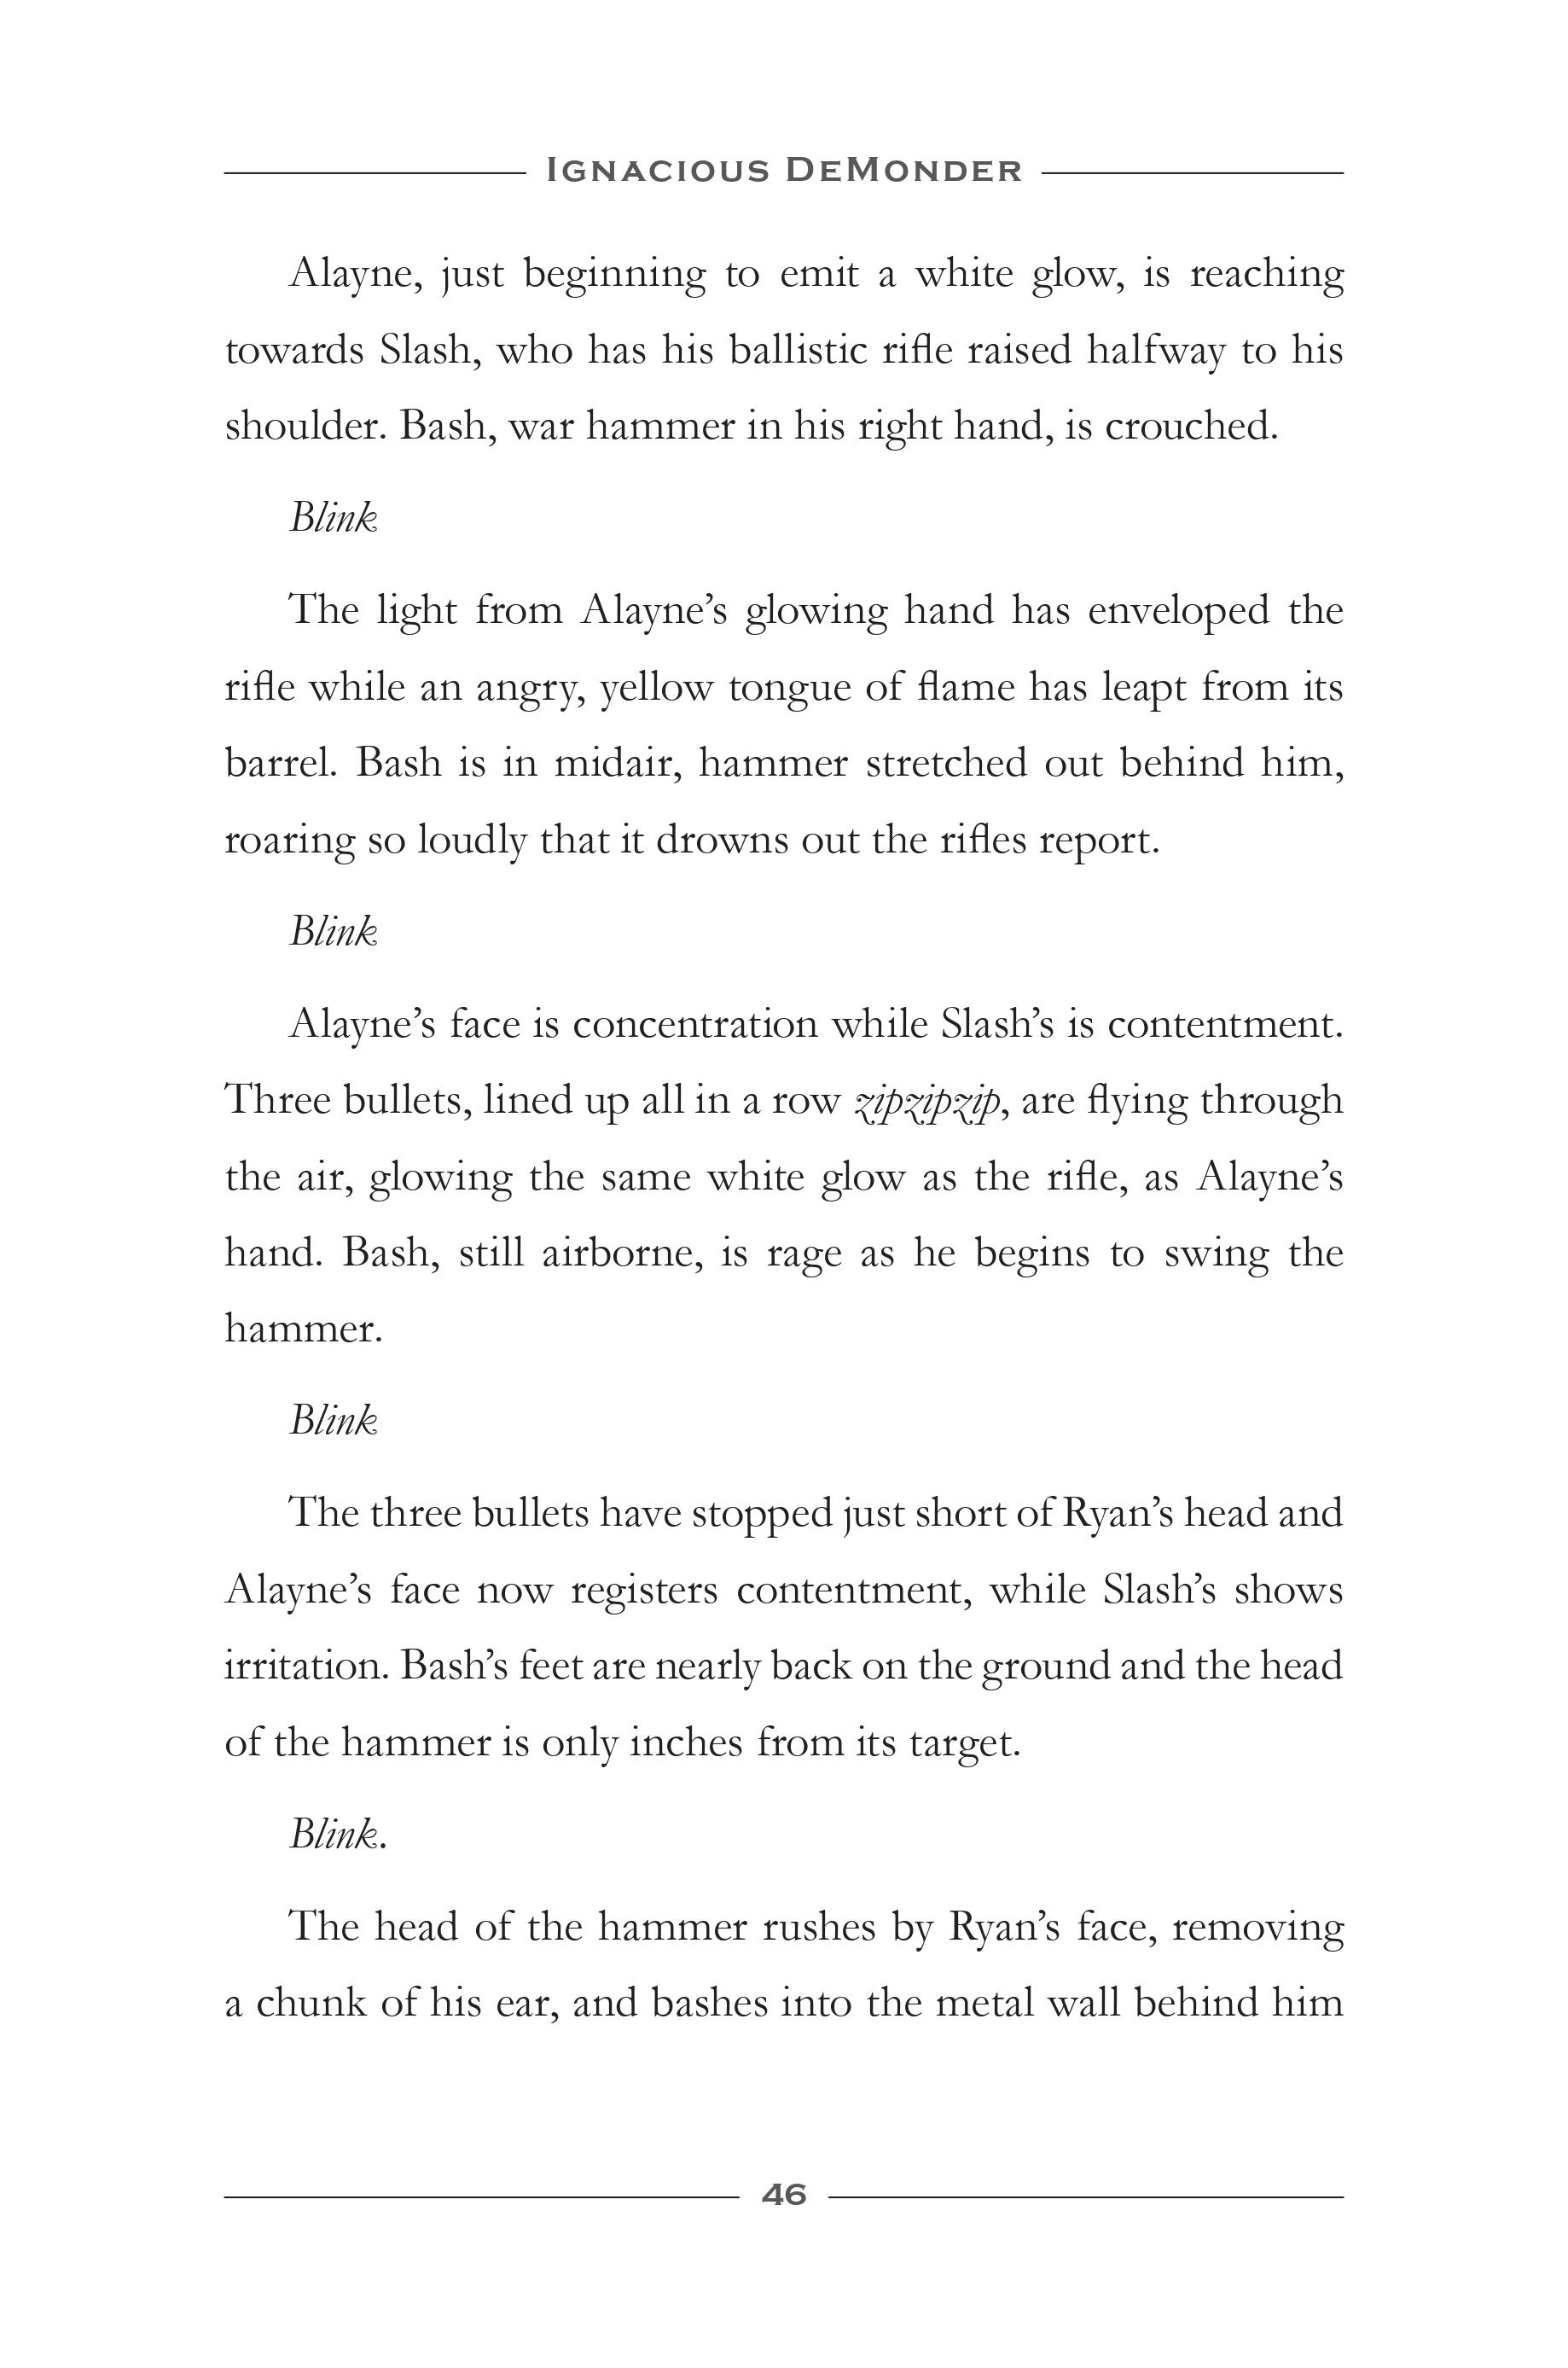 Ignacious DeMonder
Alayne, just beginning to emit a white glow, is reaching
towards Slash, who has his ballistic rifle raised halfway to his
shoulder. Bash, war hammer in his right hand, is crouched.
Blink
The light from Alayne’s glowing hand has enveloped the
rifle while an angry, yellow tongue of flame has leapt from its
barrel. Bash is in midair, hammer stretched out behind him,
roaring so loudly that it drowns out the rifles report.
Blink
Alayne’s face is concentration while Slash’s is contentment.
Three bullets, lined up all in a row zipzipzip, are flying through
the air, glowing the same white glow as the rifle, as Alayne’s
hand. Bash, still airborne, is rage as he begins to swing the
hammer.
Blink
The three bullets have stopped just short of Ryan’s head and
Alayne’s face now registers contentment, while Slash’s shows
irritation. Bash’s feet are nearly back on the ground and the head
of the hammer is only inches from its target.
Blink.
The head of the hammer rushes by Ryan’s face, removing
a chunk of his ear, and bashes into the metal wall behind him
46